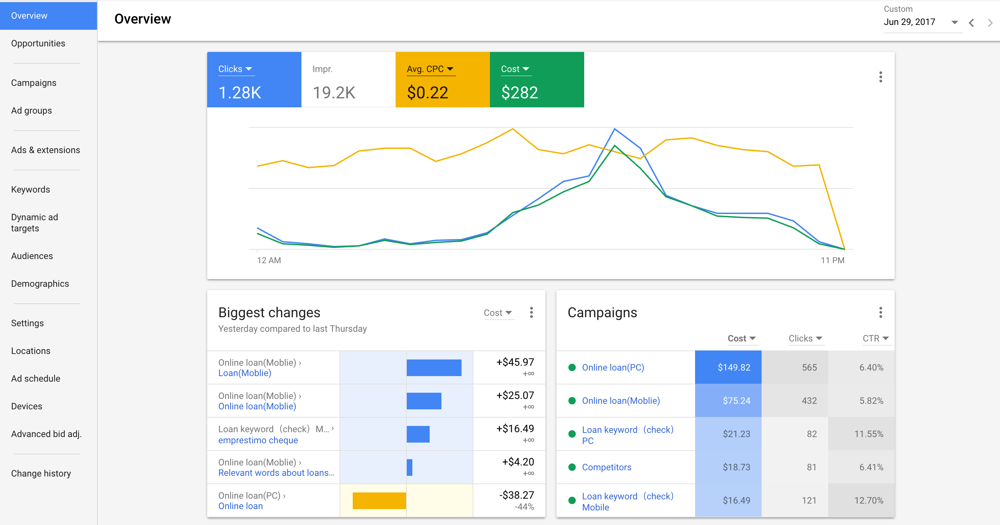 Overview
Opportunities
Campaigns
Ad groups
Ads & extensions
Keywords
Dynamic ad
targets
Audiences
Demographics
Settings
Locations
Ad schedule
Devices
Advanced bid adj.
Change history
Overview
Custom
Jun 29, 2017
Clicks Impr. Avg. CPC Cost
1.28K 19.2K $0.22 $282
12 AM 11 PM
Biggest changes Cost
Yesterday compared to last Thursday
Online loan(Moblie) › +$45.97
Loan(Moblie) +∞
Online loan(Moblie) › +$25.07
Online loan(Moblie) +∞
Loan keyword（check）M... › +$16.49
emprestimo cheque +∞
Online loan(Moblie) › +$4.20
Relevant words about loans... +∞
Online loan(PC) › -$38.27
Online loan -44%
Campaigns
Cost Clicks CTR
Online loan(PC) $149.82 565 6.40%
Online loan(Moblie) $75.24 432 5.82%
Loan keyword（check）
PC $21.23 82 11.55%
Competitors $18.73 81 6.41%
Loan keyword（check）
Mobile $16.49 121 12.70%